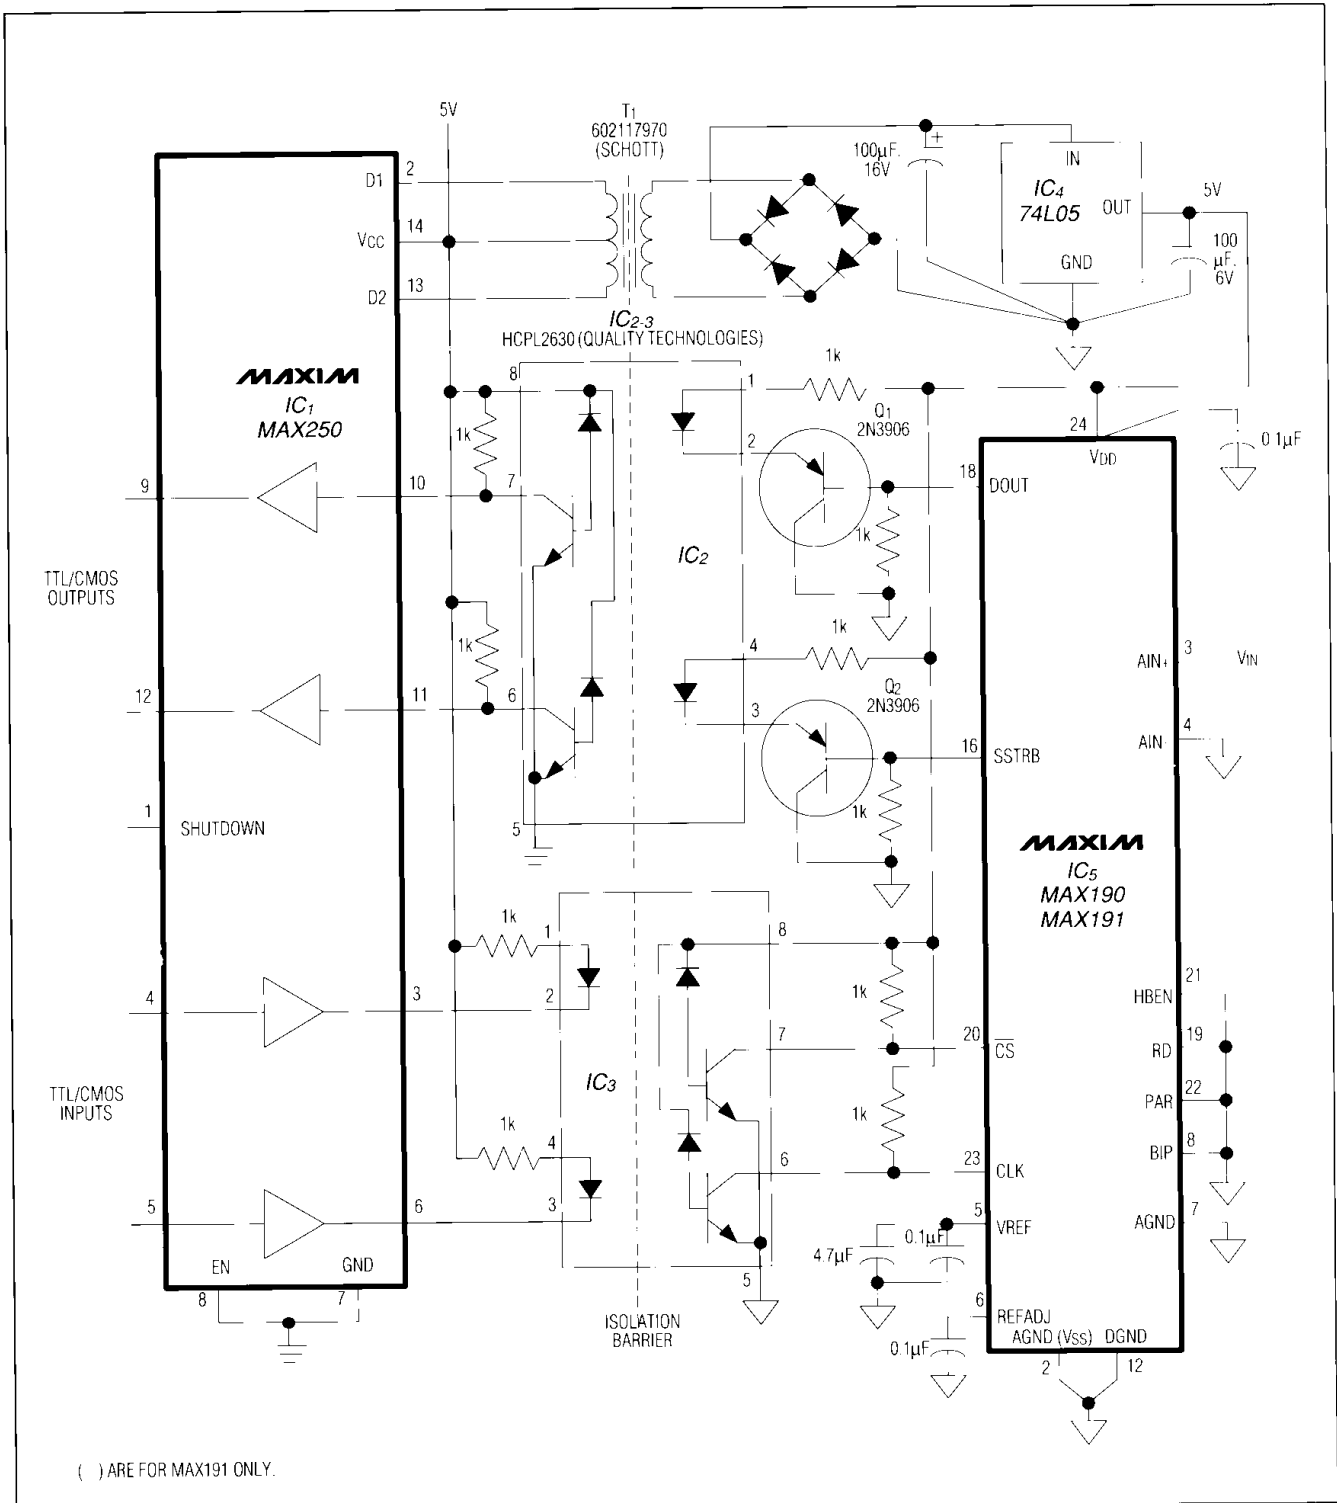 5V
T1
602117970
(SCHOTT)
100µF.
16V
+
IN
IC4
74L05
OUT
GND
5V
100
µF.
6V
D1
2
VCC
14
D2
13
MAXIM
IC1
MAX250
IC2-3
HCPL2630 (QUALITY TECHNOLOGIES)
8
1k
7
10
9
TTL/CMOS
OUTPUTS
1k
6
11
12
5
1
SHUTDOWN
1
1k
2
Q1
2N3906
IC2
1k
4
1k
3
Q2
2N3906
1k
24
VDD
0.1µF
18
DOUT
16
SSTRB
AIN+
3
VIN
AIN-
4
MAXIM
IC5
MAX190
MAX191
1k
1
2
3
4
TTL/CMOS
INPUTS
1k
4
3
5
6
EN
8
GND
7
IC3
8
7
6
5
1k
1k
20
CS
23
CLK
5
VREF
4.7µF
0.1µF
6
REFADJ
0.1µF
AGND (VSS)
DGND
2
12
HBEN
21
RD
19
PAR
22
BIP
8
AGND
7
ISOLATION
BARRIER
( ) ARE FOR MAX191 ONLY.